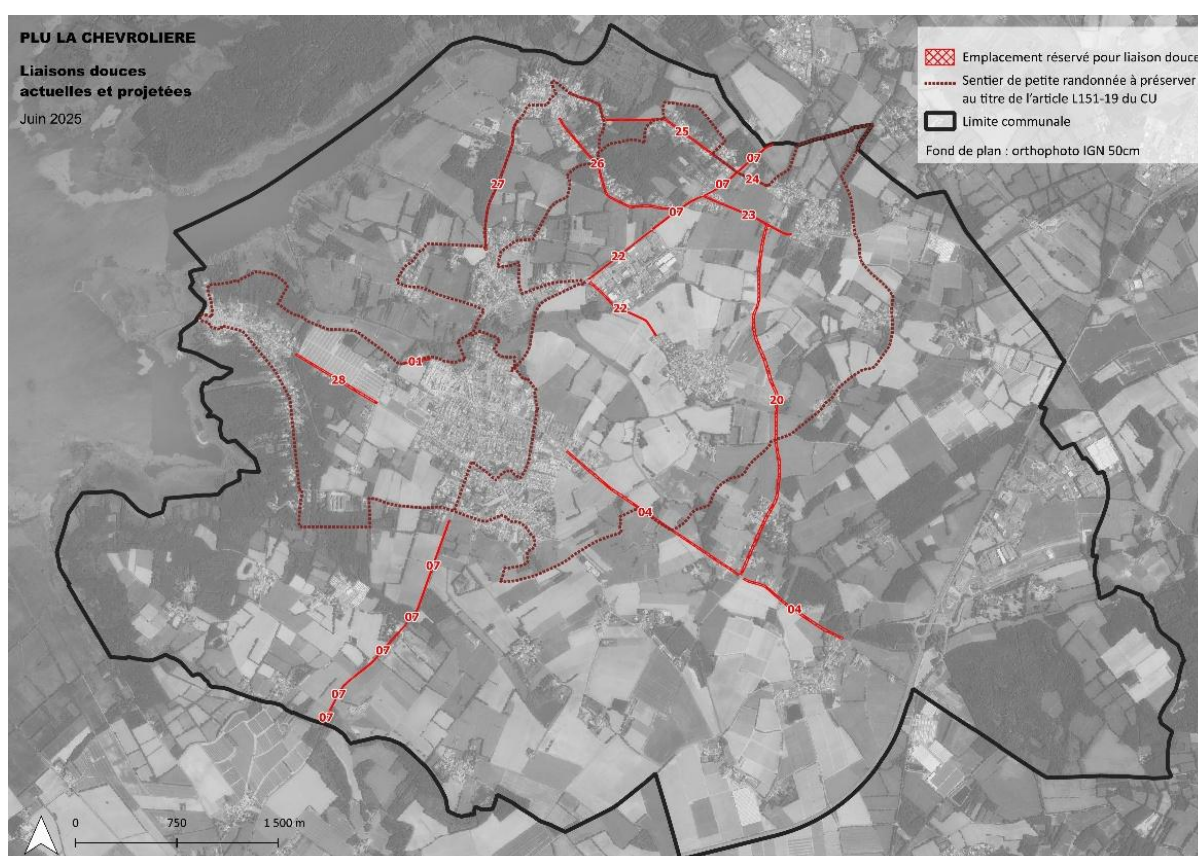 PLU LA CHEVROLIERE
Liaisons douces
actuelles et projetées
Juin 2025
Emplacement réservé pour liaison douce
Sentier de petite randonnée à préserver
au titre de l'article L151-19 du CU
Limite communale
Fond de plan : orthophoto IGN 50cm
25
07
26
24
27
07
07
23
22
22
01
28
20
04
07
04
07
07
07
07
0 750 1 500 m